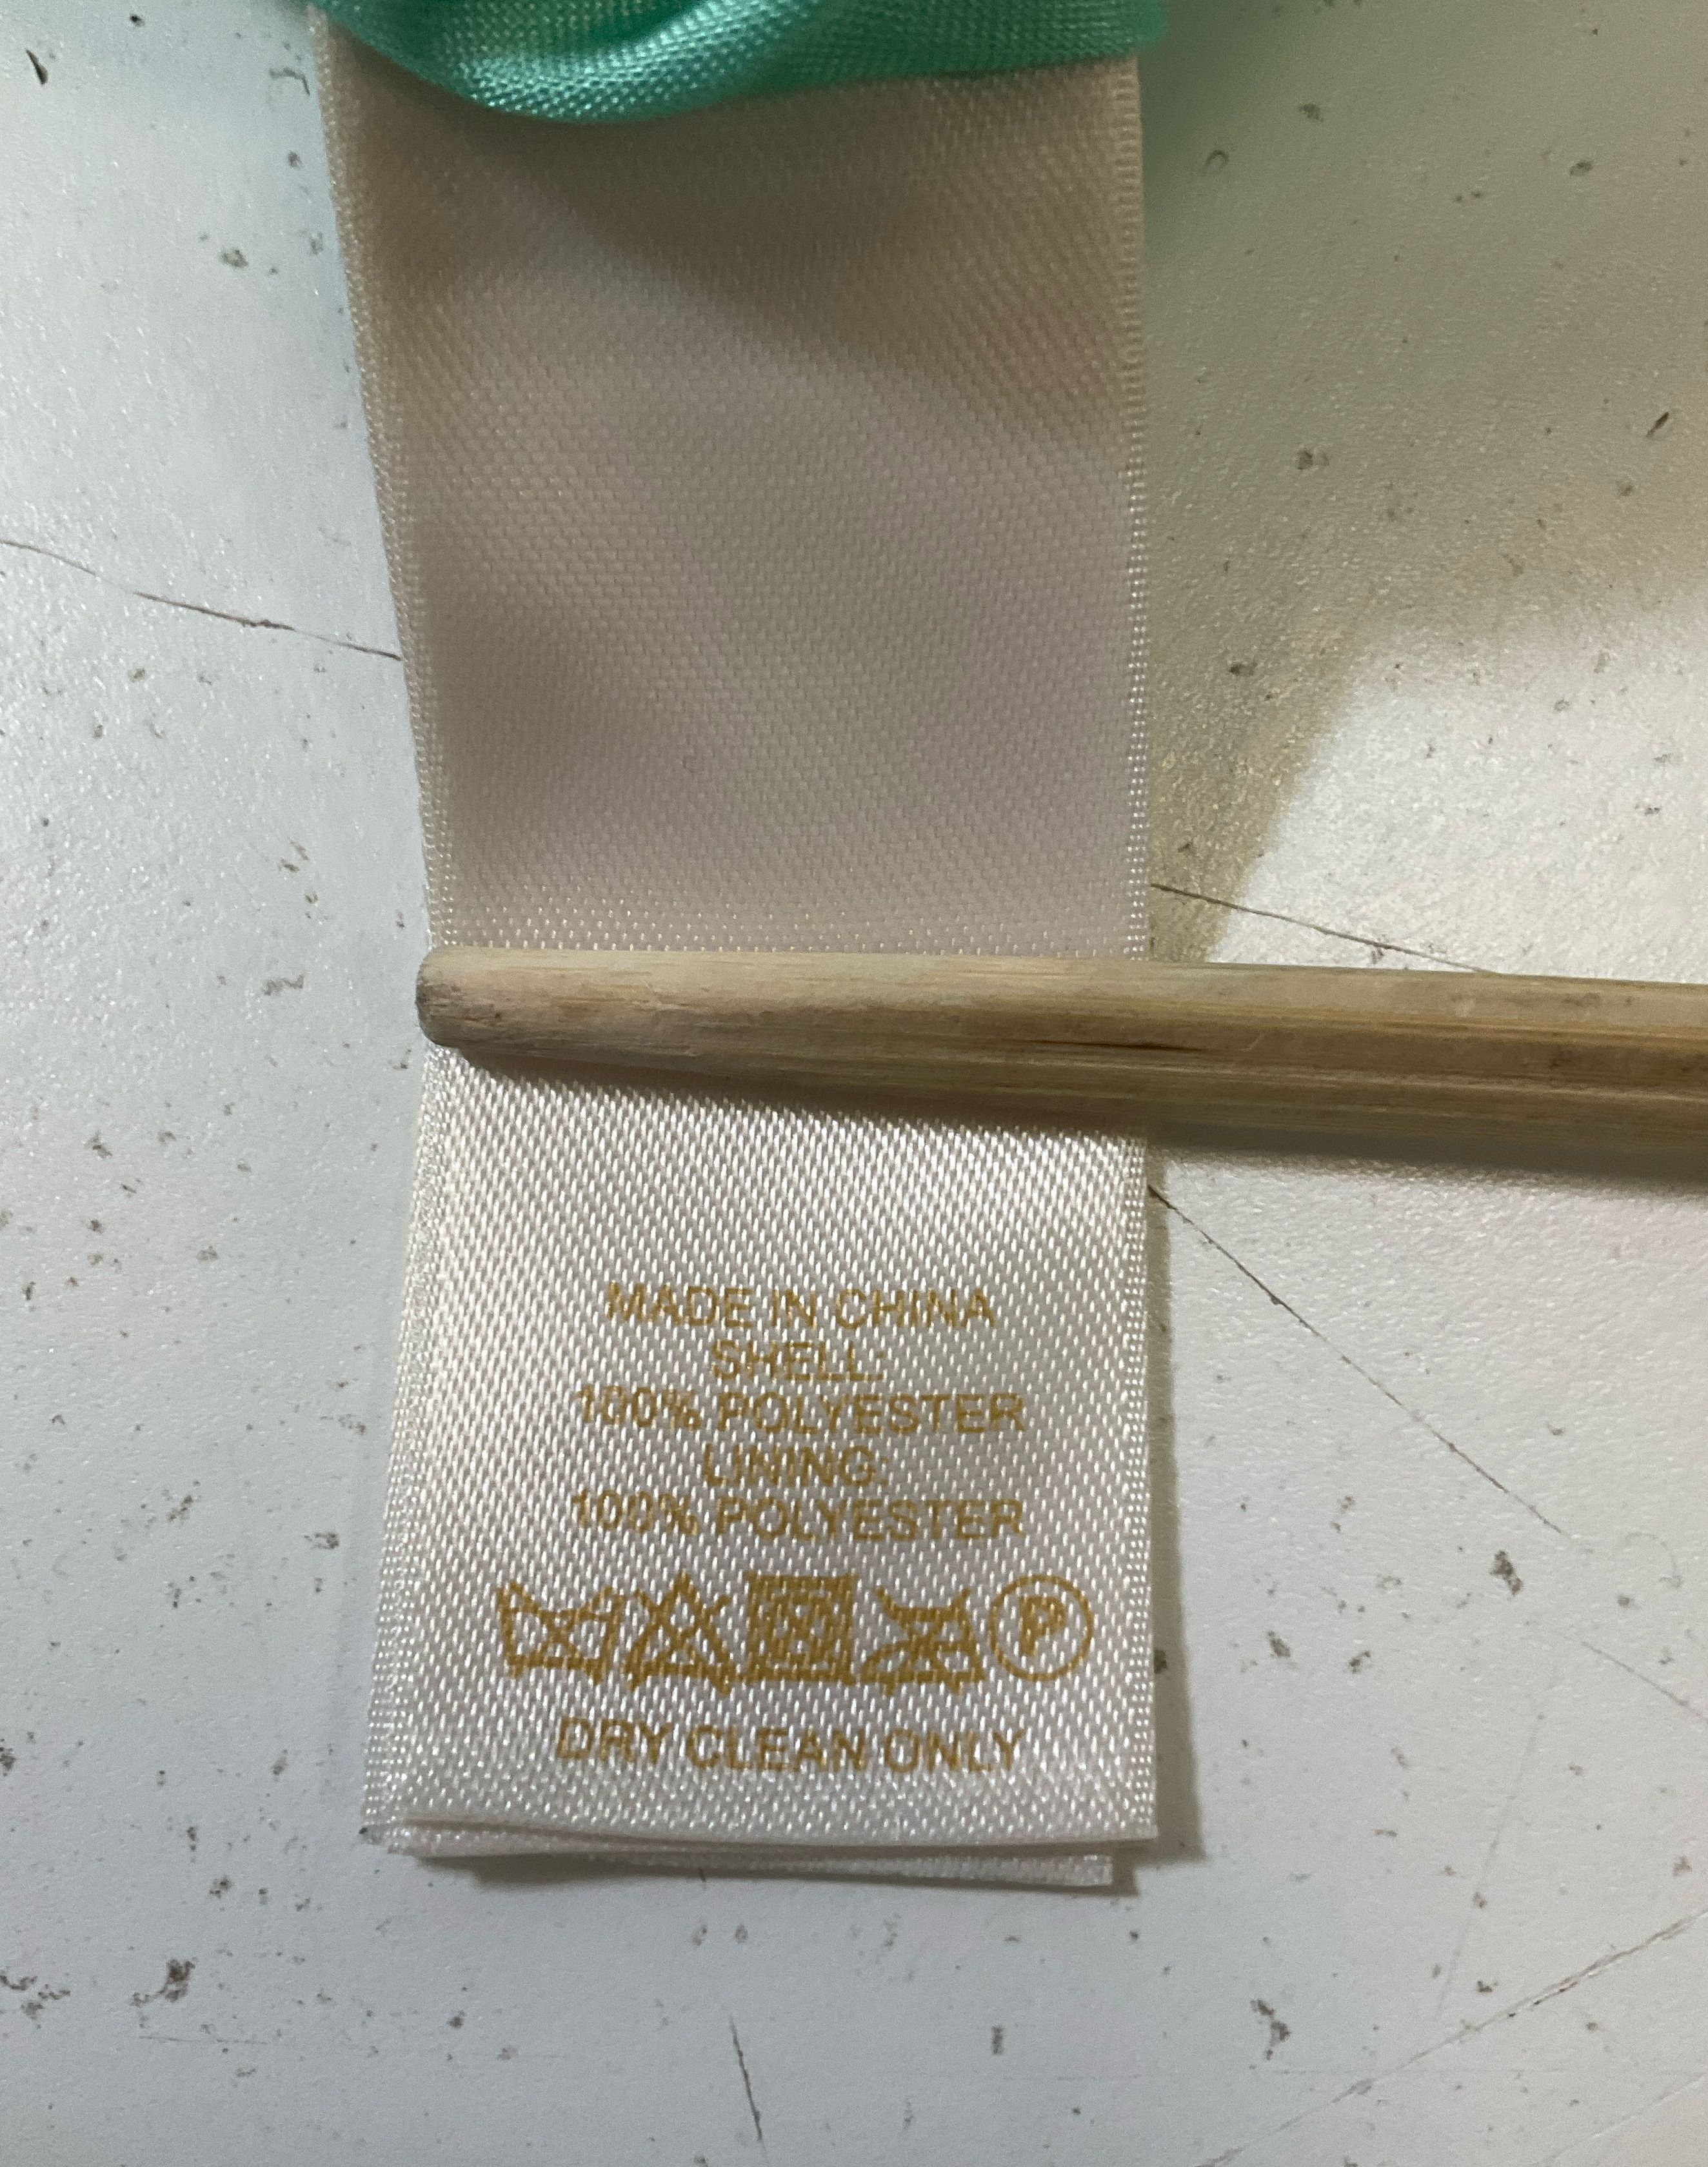 MADE IN CHINA
SHELL:
100% POLYESTER
LINING:
100% POLYESTER
P
DRY CLEAN ONLY